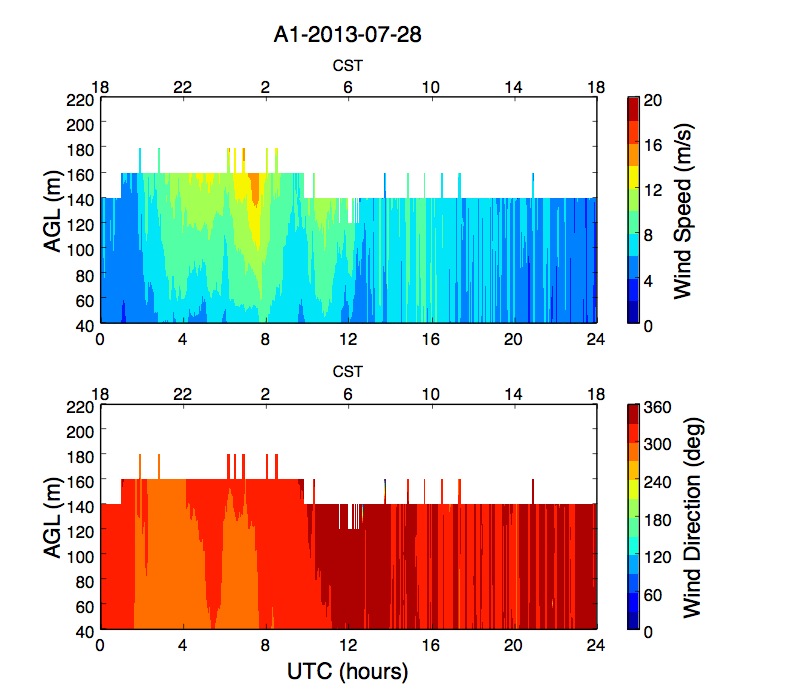 A1-2013-07-28
CST
18 22 2 6 10 14 18
220
200
180
160
140
120
100
80
60
40
AGL (m)
0 4 8 12 16 20 24
20
16
12
8
4
0
Wind Speed (m/s)
CST
18 22 2 6 10 14 18
220
200
180
160
140
120
100
80
60
40
AGL (m)
0 4 8 12 16 20 24
UTC (hours)
360
300
240
180
120
60
0
Wind Direction (deg)